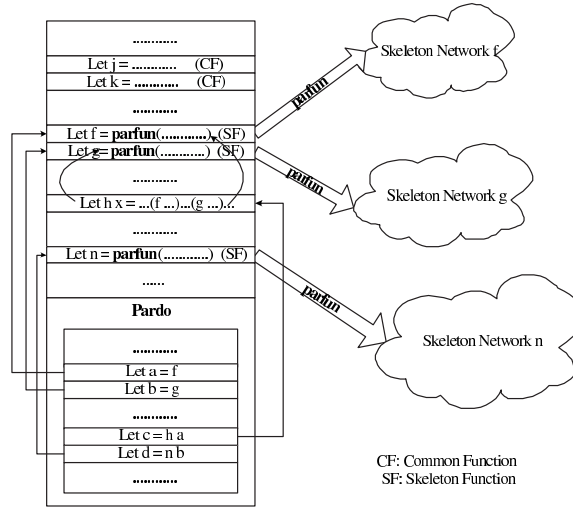 ............
Let j = ............ (CF)
Let k = ............ (CF)
............
Let f = parfun(............) (SF)
Let g = parfun(............) (SF)
............
Let h x = ...(f ...)...(g ...)...
............
Let n = parfun(............) (SF)
......
Pardo
............
Let a = f
Let b = g
............
Let c = h a
Let d = n b
............
parfun
Skeleton Network f
parfun
Skeleton Network g
parfun
Skeleton Network n
CF: Common Function
SF: Skeleton Function